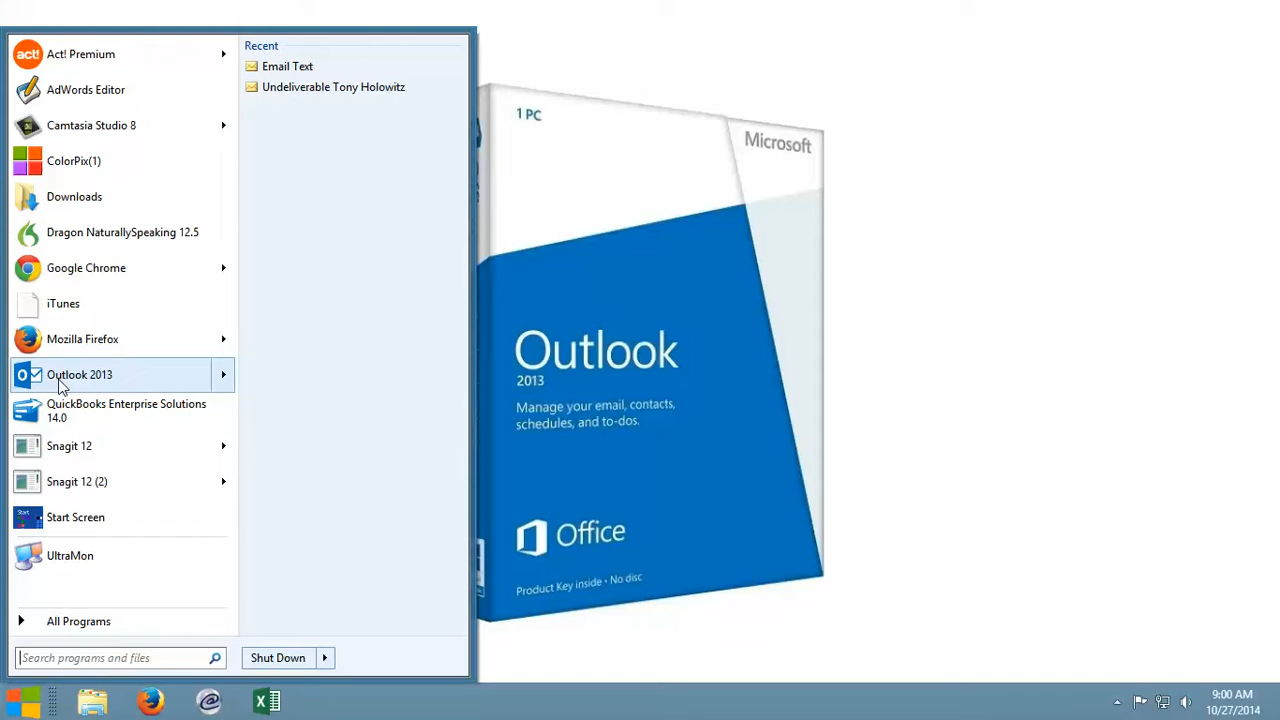 act!
Act! Premium
AdWords Editor
Camtasia Studio 8
ColorPix(1)
Downloads
Dragon NaturallySpeaking 12.5
Google Chrome
iTunes
Mozilla Firefox
Outlook 2013
QuickBooks Enterprise Solutions
14.0
Snagit 12
Snagit 12 (2)
Start Screen
UltraMon
All Programs
Search programs and files
Shut Down
Recent
Email Text
Undeliverable Tony Holowitz
1 PC
Microsoft
Outlook
2013
Manage your email, contacts,
schedules, and to-dos.
Office
Product Key inside • No disc
9:00 AM
10/27/2014